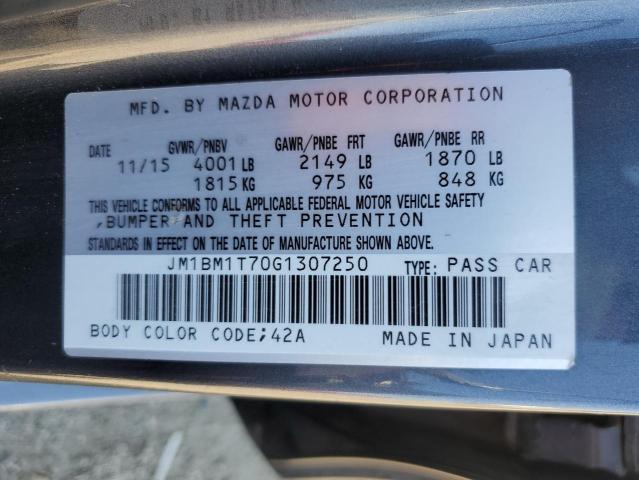 MFD. BY MAZDA MOTOR CORPORATION
DATE GVWR/PNBV GAWR/PNBE FRT GAWR/PNBE RR
11/15 4001 LB 2149 LB 1870 LB
1815 KG 975 KG 848 KG
THIS VEHICLE CONFORMS TO ALL APPLICABLE FEDERAL MOTOR VEHICLE SAFETY
,BUMPER AND THEFT PREVENTION
STANDARDS IN EFFECT ON THE DATE OF MANUFACTURE SHOWN ABOVE.
JM1BM1T70G1307250 TYPE: PASS CAR
BODY COLOR CODE;42A MADE IN JAPAN